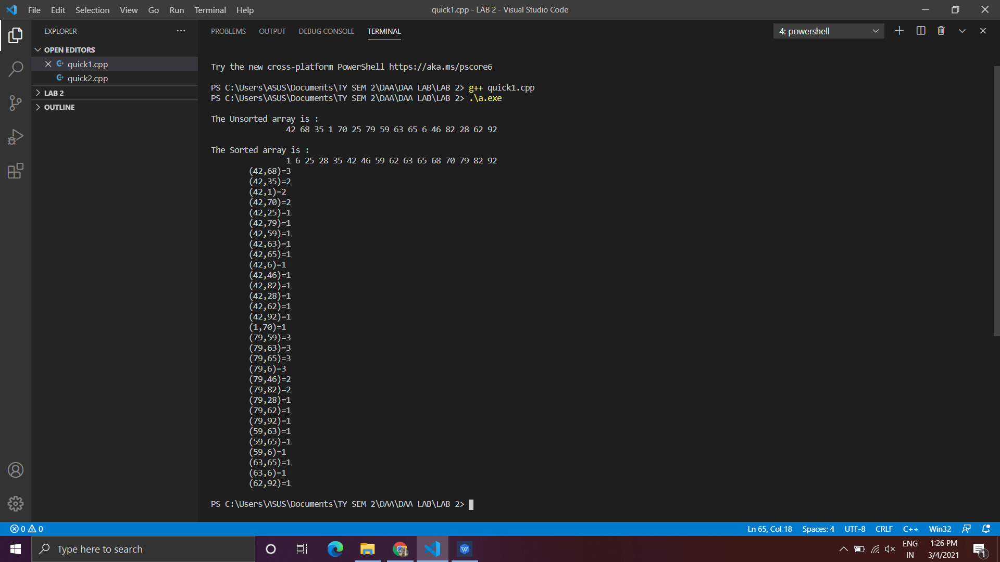 File Edit Selection View Go Run Terminal Help
quick1.cpp - LAB 2 - Visual Studio Code
EXPLORER
OPEN EDITORS
quick1.cpp
quick2.cpp
LAB 2
OUTLINE
PROBLEMS OUTPUT DEBUG CONSOLE TERMINAL
4: powershell
Try the new cross-platform PowerShell https://aka.ms/pscore6
PS C:\Users\ASUS\Documents\TY SEM 2\DAA\DAA LAB\LAB 2> g++ quick1.cpp
PS C:\Users\ASUS\Documents\TY SEM 2\DAA\DAA LAB\LAB 2> .\a.exe
The Unsorted array is :
42 68 35 1 70 25 79 59 63 65 6 46 82 28 62 92
The Sorted array is :
1 6 25 28 35 42 46 59 62 63 65 68 70 79 82 92
(42,68)=3
(42,35)=2
(42,1)=2
(42,70)=2
(42,25)=1
(42,79)=1
(42,59)=1
(42,63)=1
(42,65)=1
(42,6)=1
(42,46)=1
(42,82)=1
(42,28)=1
(42,62)=1
(42,92)=1
(1,70)=1
(79,59)=3
(79,63)=3
(79,65)=3
(79,6)=3
(79,46)=2
(79,82)=2
(79,28)=1
(79,62)=1
(79,92)=1
(59,63)=1
(59,65)=1
(59,6)=1
(63,65)=1
(63,6)=1
(62,92)=1
PS C:\Users\ASUS\Documents\TY SEM 2\DAA\DAA LAB\LAB 2>
0 0
Ln 65, Col 18 Spaces: 4 UTF-8 CRLF C++ Win32
Type here to search
ENG
IN
1:26 PM
3/4/2021
1